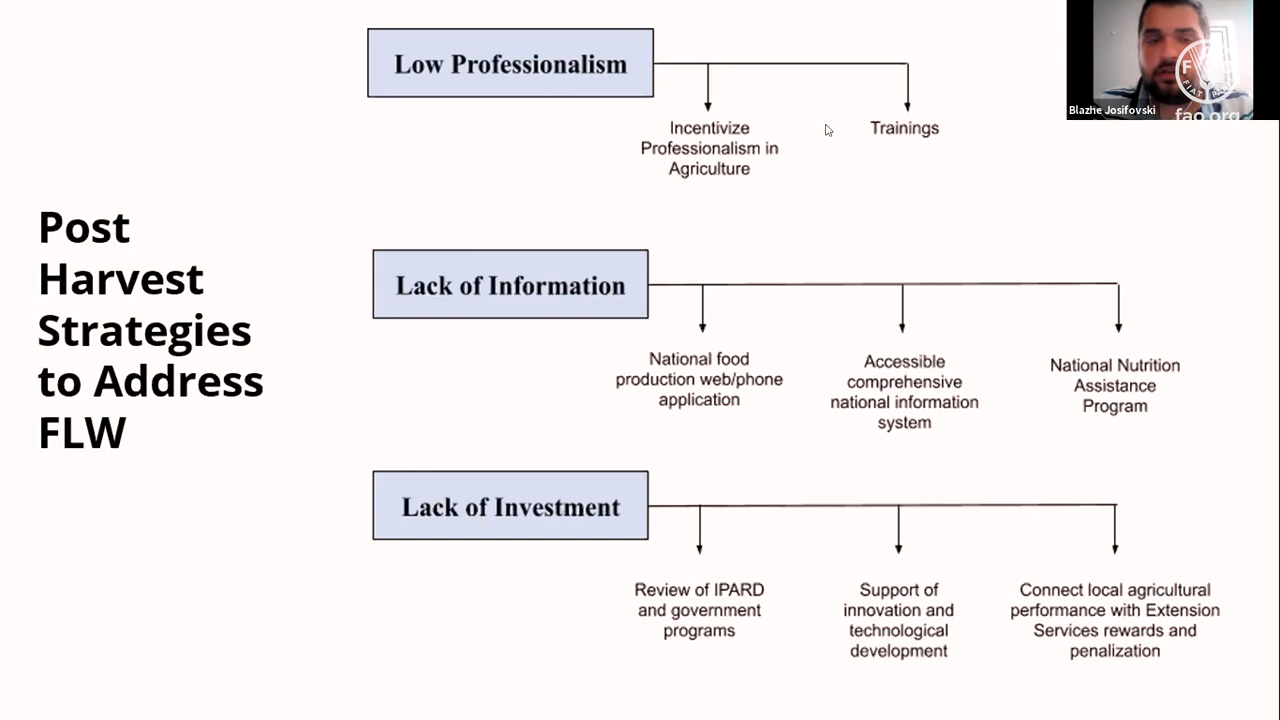 Post
Harvest
Strategies
to Address
FLW
Low Professionalism
Incentivize
Professionalism in
Agriculture
Trainings
Lack of Information
National food
production web/phone
application
Accessible
comprehensive
national information
system
National Nutrition
Assistance
Program
Lack of Investment
Review of IPARD
and government
programs
Support of
innovation and
technological
development
Connect local agricultural
performance with Extension
Services rewards and
penalization
Blazhe Josifovski
fao.org